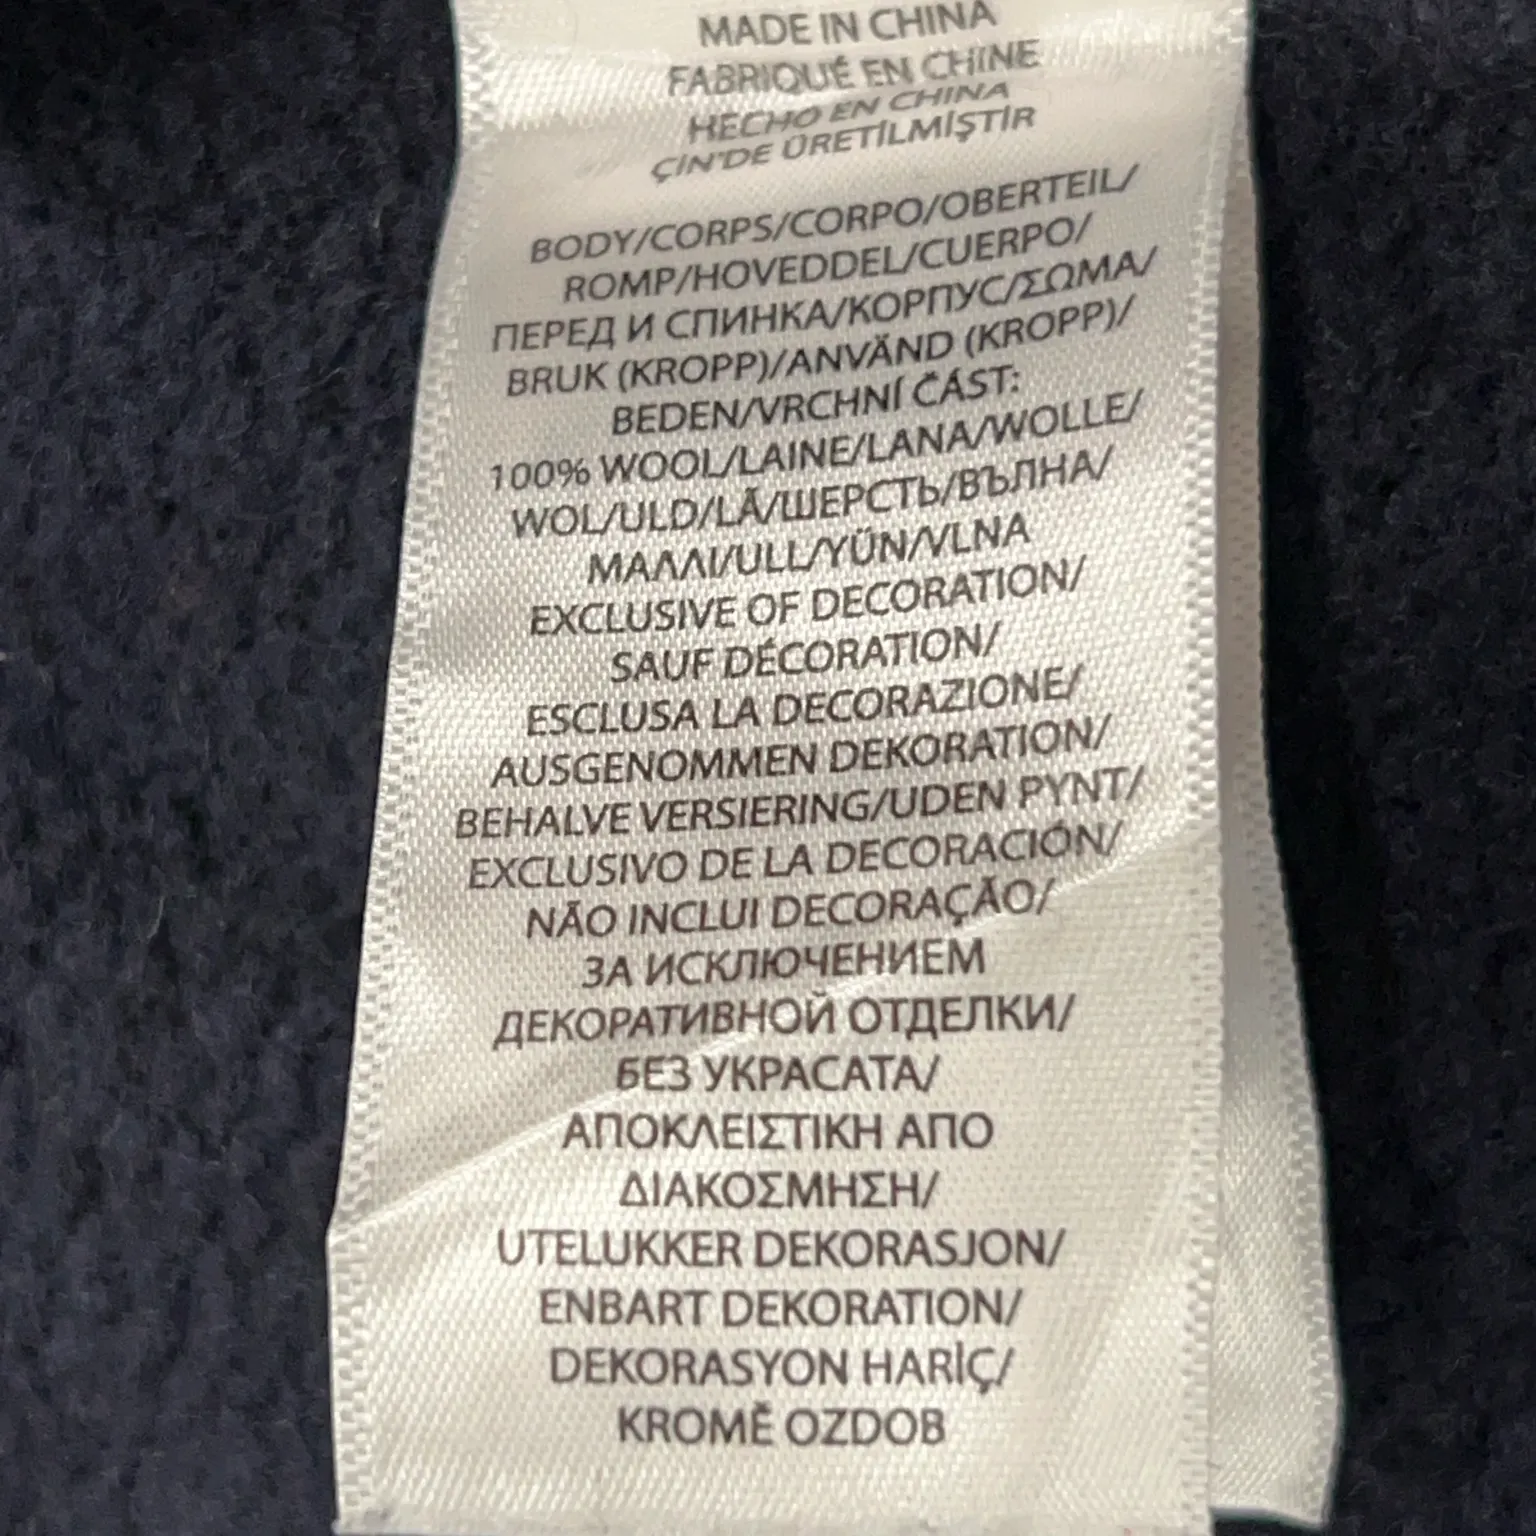 MADE IN CHINA
FABRIQUÉ EN CHINE
HECHO EN CHINA
ÇİN'DE ÜRETİLMİŞTİR
BODY/CORPS/CORPO/OBERTEIL/
ROMP/HOVEDDEL/CUERPO/
ПЕРЕД И СПИНКА/КОРПУС/ΣΩΜΑ/
BRUK (KROPP)/ANVÄND (KROPP)/
BEDEN/VRCHNÍ ČÁST:
100% WOOL/LAINE/LANA/WOLLE/
WOL/ULD/LÃ/ШЕРСТЬ/ВЪЛНА/
ΜΑΛΛΙ/ULL/YÜN/VLNA
EXCLUSIVE OF DECORATION/
SAUF DÉCORATION/
ESCLUSA LA DECORAZIONE/
AUSGENOMMEN DEKORATION/
BEHALVE VERSIERING/UDEN PYNT/
EXCLUSIVO DE LA DECORACIÓN/
NÃO INCLUI DECORAÇÃO/
ЗА ИСКЛЮЧЕНИЕМ
ДЕКОРАТИВНОЙ ОТДЕЛКИ/
БЕЗ УКРАСАТА/
ΑΠΟΚΛΕΙΣΤΙΚΗ ΑΠΟ
ΔΙΑΚΟΣΜΗΣΗ/
UTELUKKER DEKORASJON/
ENBART DEKORATION/
DEKORASYON HARİÇ/
KROMĚ OZDOB